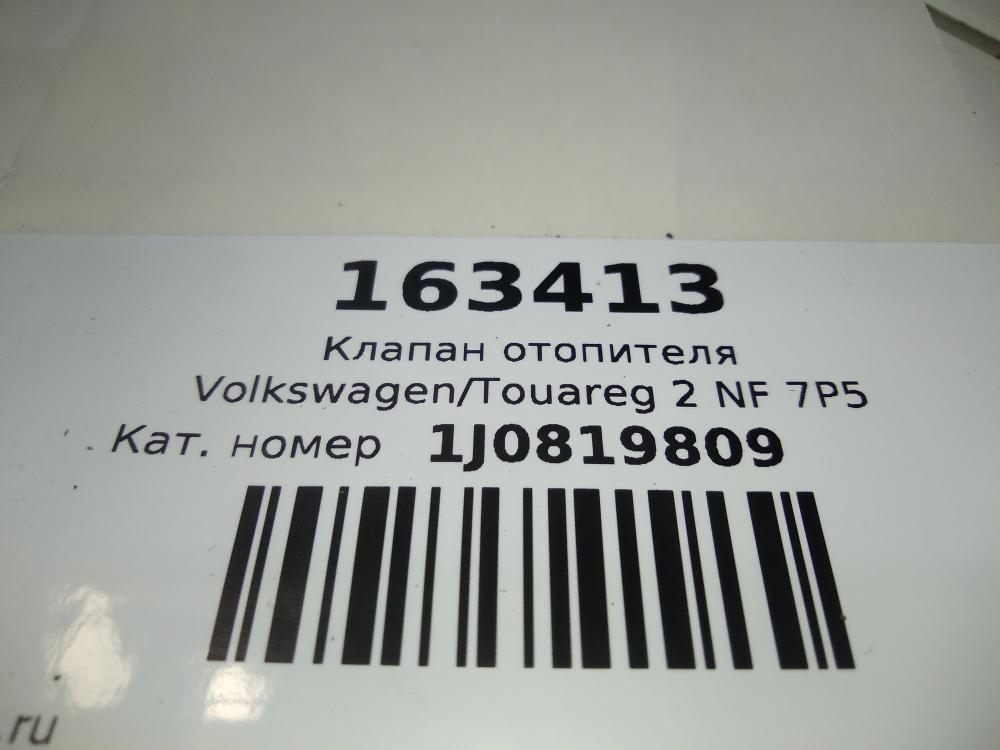 163413
Клапан отопителя
Volkswagen/Touareg 2 NF 7P5
Кат. номер 1J0819809
.ru